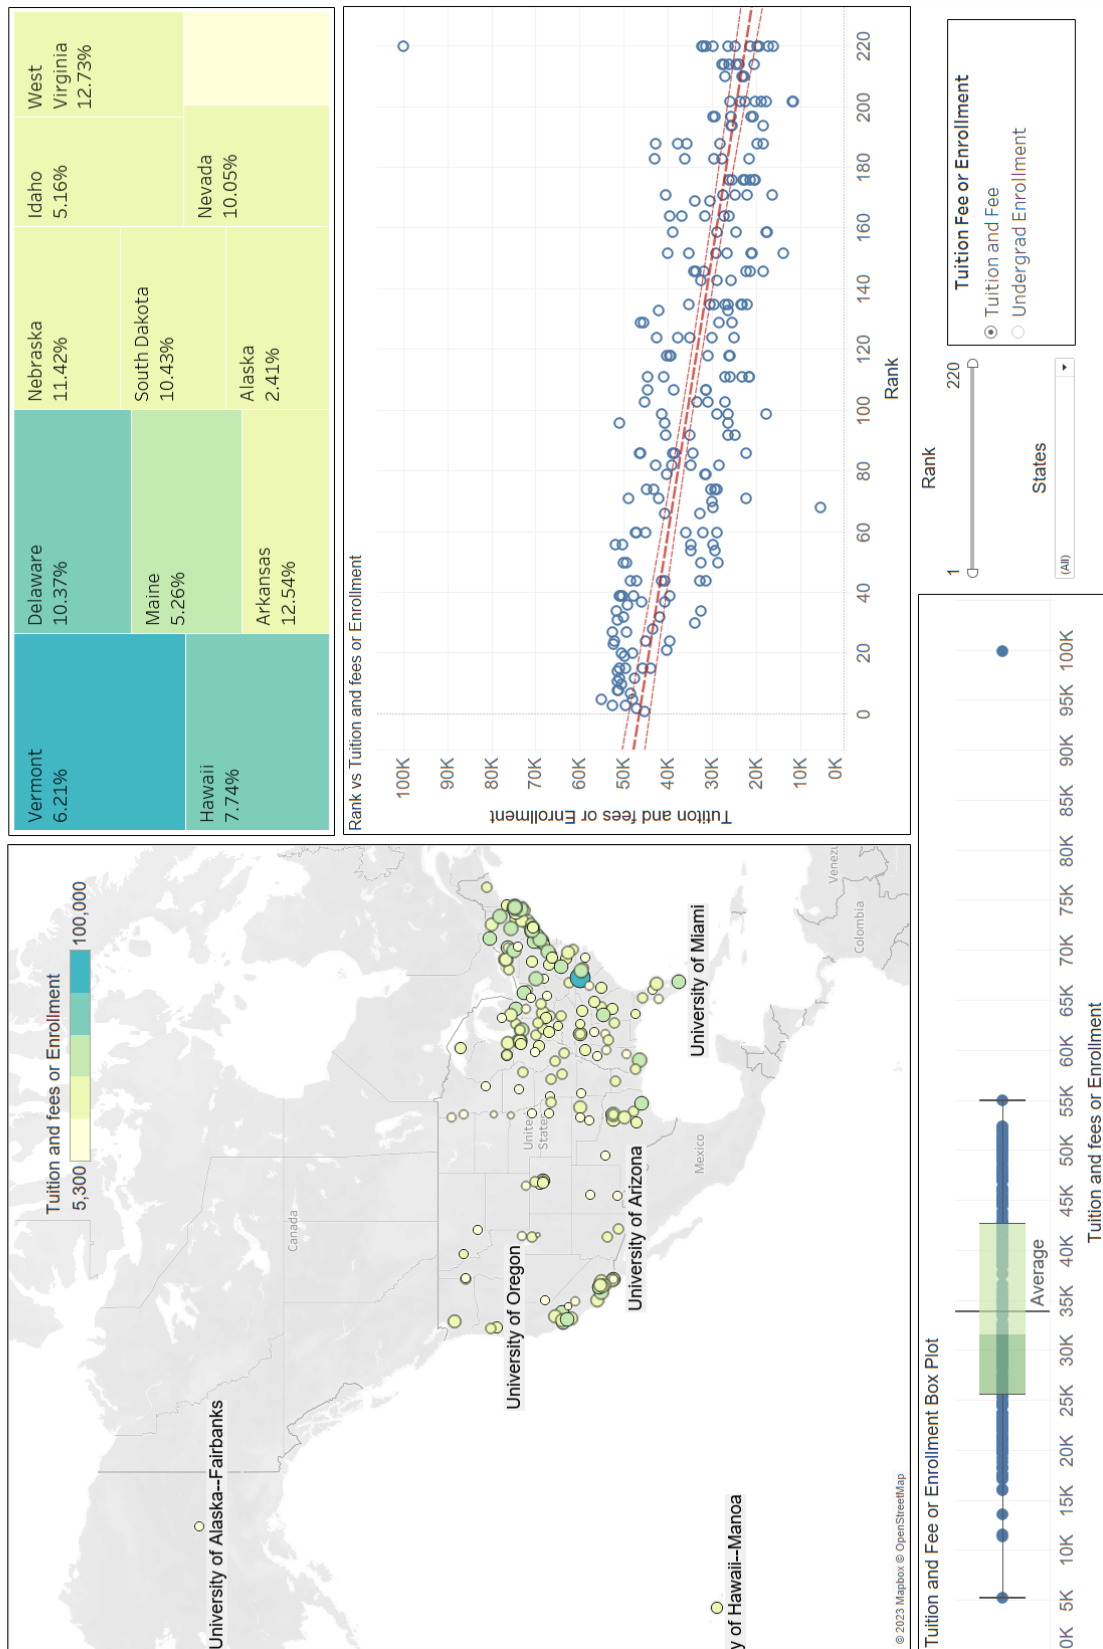 Tuition and fees or Enrollment
5,300
100,000
Canada
United
States
Mexico
Colombia
Venezu
University of Alaska--Fairbanks
University of Oregon
University of Arizona
University of Miami
y of Hawaii--Manoa
© 2023 Mapbox © OpenStreetMap
Vermont
6.21%
Hawaii
7.74%
Delaware
10.37%
Maine
5.26%
Arkansas
12.54%
Nebraska
11.42%
South Dakota
10.43%
Alaska
2.41%
Idaho
5.16%
West
Virginia
12.73%
Nevada
10.05%
Rank vs Tuition and fees or Enrollment
100K
90K
80K
70K
60K
50K
40K
30K
20K
10K
0K
Tutiton and fees or Enrollment
0 20 40 60 80 100 120 140 160 180 200 220
Rank
Tuition and Fee or Enrollment Box Plot
Average
0K 5K 10K 15K 20K 25K 30K 35K 40K 45K 50K 55K 60K 65K 70K 75K 80K 85K 90K 95K 100K
Tuition and fees or Enrollment
Rank
1 220
States
(All)
Tuition Fee or Enrollment
Tuition and Fee
Undergrad Enrollment